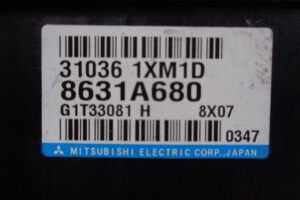 31036 1XM1D
8631A680
G1T33081 H 8X07
0347
MITSUBISHI ELECTRIC CORP., JAPAN